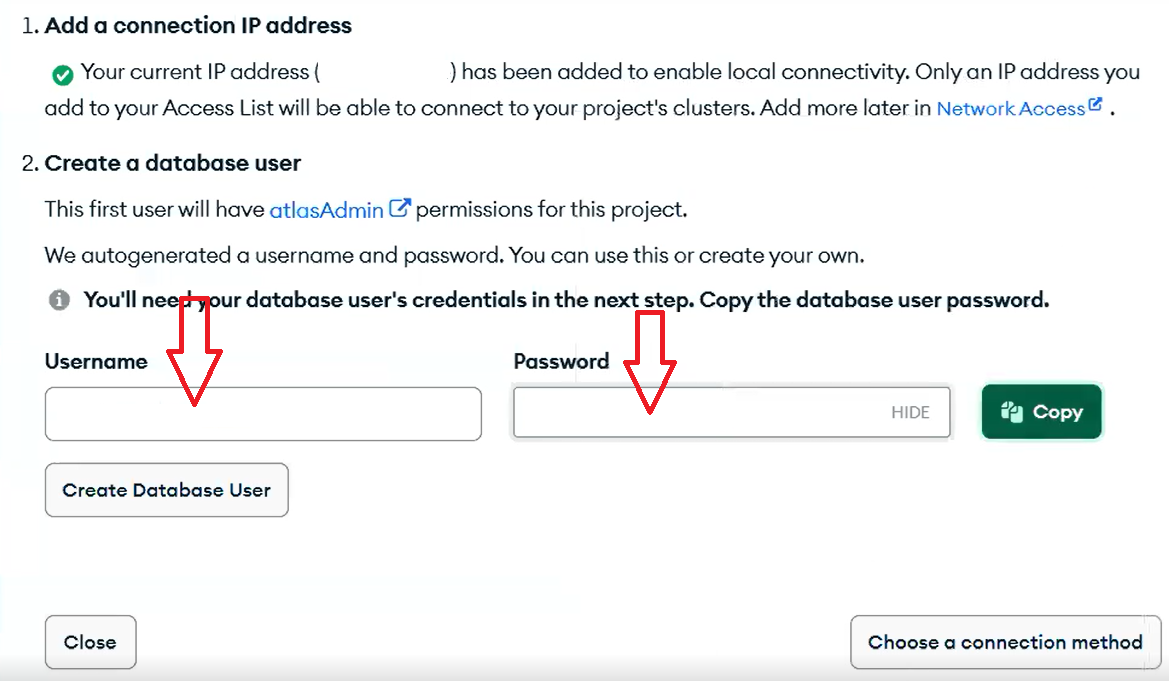 1. Add a connection IP address
Your current IP address ( ) has been added to enable local connectivity. Only an IP address you
add to your Access List will be able to connect to your project's clusters. Add more later in Network Access .
2. Create a database user
This first user will have atlasAdmin permissions for this project.
We autogenerated a username and password. You can use this or create your own.
You'll need your database user's credentials in the next step. Copy the database user password.
Username
Password
HIDE
Copy
Create Database User
Close
Choose a connection method